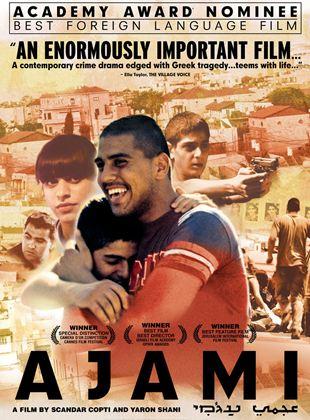 ACADEMY AWARD® NOMINEE
BEST FOREIGN LANGUAGE FILM
"AN ENORMOUSLY IMPORTANT FILM...
A contemporary crime drama edged with Greek tragedy...teems with life..."
- Ella Taylor, THE VILLAGE VOICE
WINNER
SPECIAL DISTINCTION
CAMERA D'OR COMPETITION
CANNES FILM FESTIVAL
WINNER
BEST FILM
BEST DIRECTOR
ISRAELI FILM ACADEMY
OPHIR AWARDS
WINNER
BEST FEATURE FILM
JERUSALEM INTERNATIONAL
FILM FESTIVAL
AJAMI
A FILM BY SCANDAR COPTI AND YARON SHANI
عجمي עג'מי